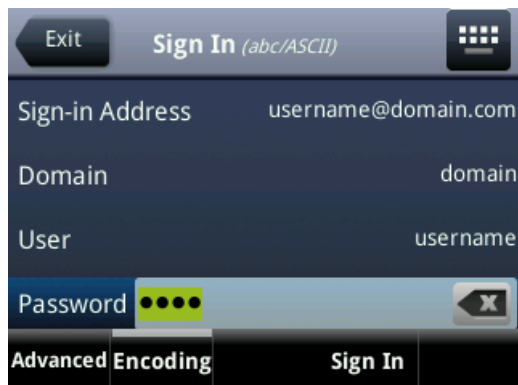 Exit Sign In (abc/ASCII)
Sign-in Address username@domain.com
Domain domain
User username
Password ••••
Advanced Encoding Sign In